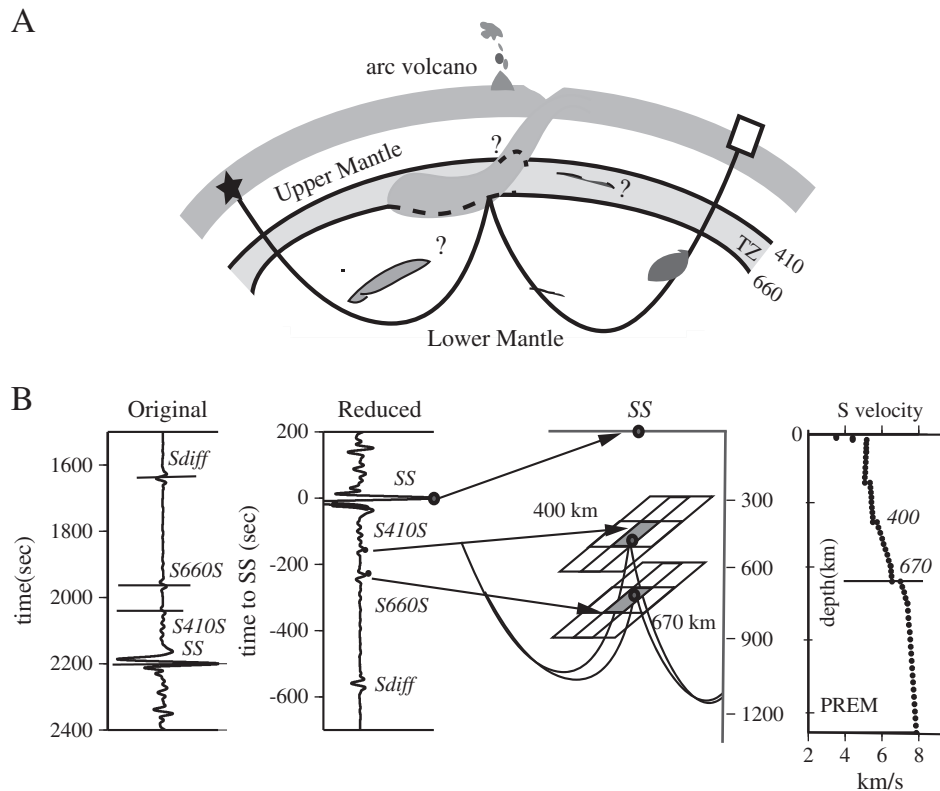 A
arc volcano
?
Upper Mantle
?
?
TZ
410
660
Lower Mantle
B
Original
Reduced
SS
S velocity
time(sec)
1600
1800
2000
2200
2400
Sdiff
S660S
S410S
SS
time to SS (sec)
200
0
-200
-400
-600
SS
S410S
S660S
Sdiff
400 km
670 km
300
600
900
1200
depth(km)
0
400
670
PREM
2 4 6 8
km/s